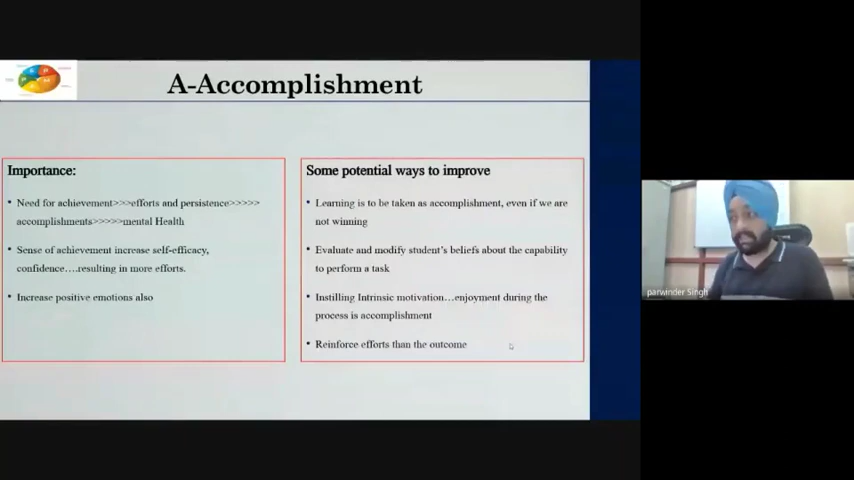 A-Accomplishment
Importance:
• Need for achievement>>>efforts and persistence>>>>>
accomplishments>>>>>mental Health
• Sense of achievement increase self-efficacy,
confidence….resulting in more efforts.
• Increase positive emotions also
Some potential ways to improve
• Learning is to be taken as accomplishment, even if we are
not winning
• Evaluate and modify student's beliefs about the capability
to perform a task
• Instilling Intrinsic motivation…enjoyment during the
process is accomplishment
• Reinforce efforts than the outcome
parwinder Singh